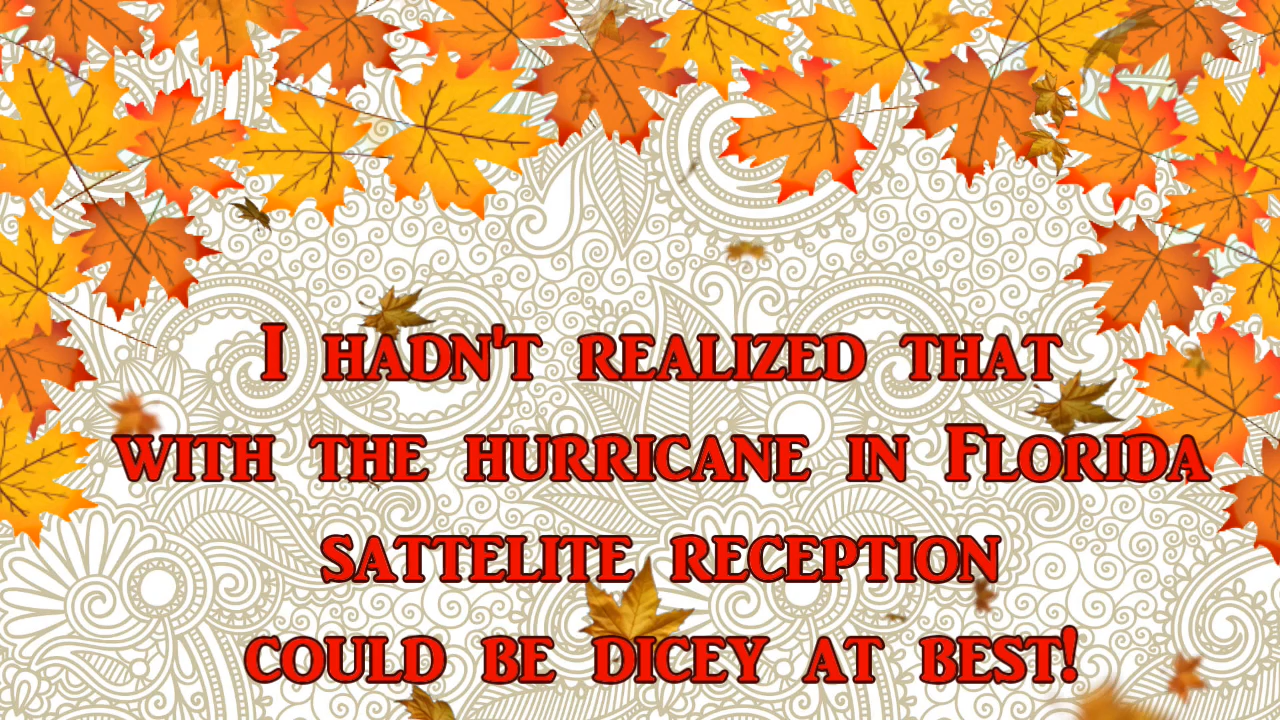 I hadn't realized that
with the hurricane in Florida
sattelite reception
could be dicey at best!